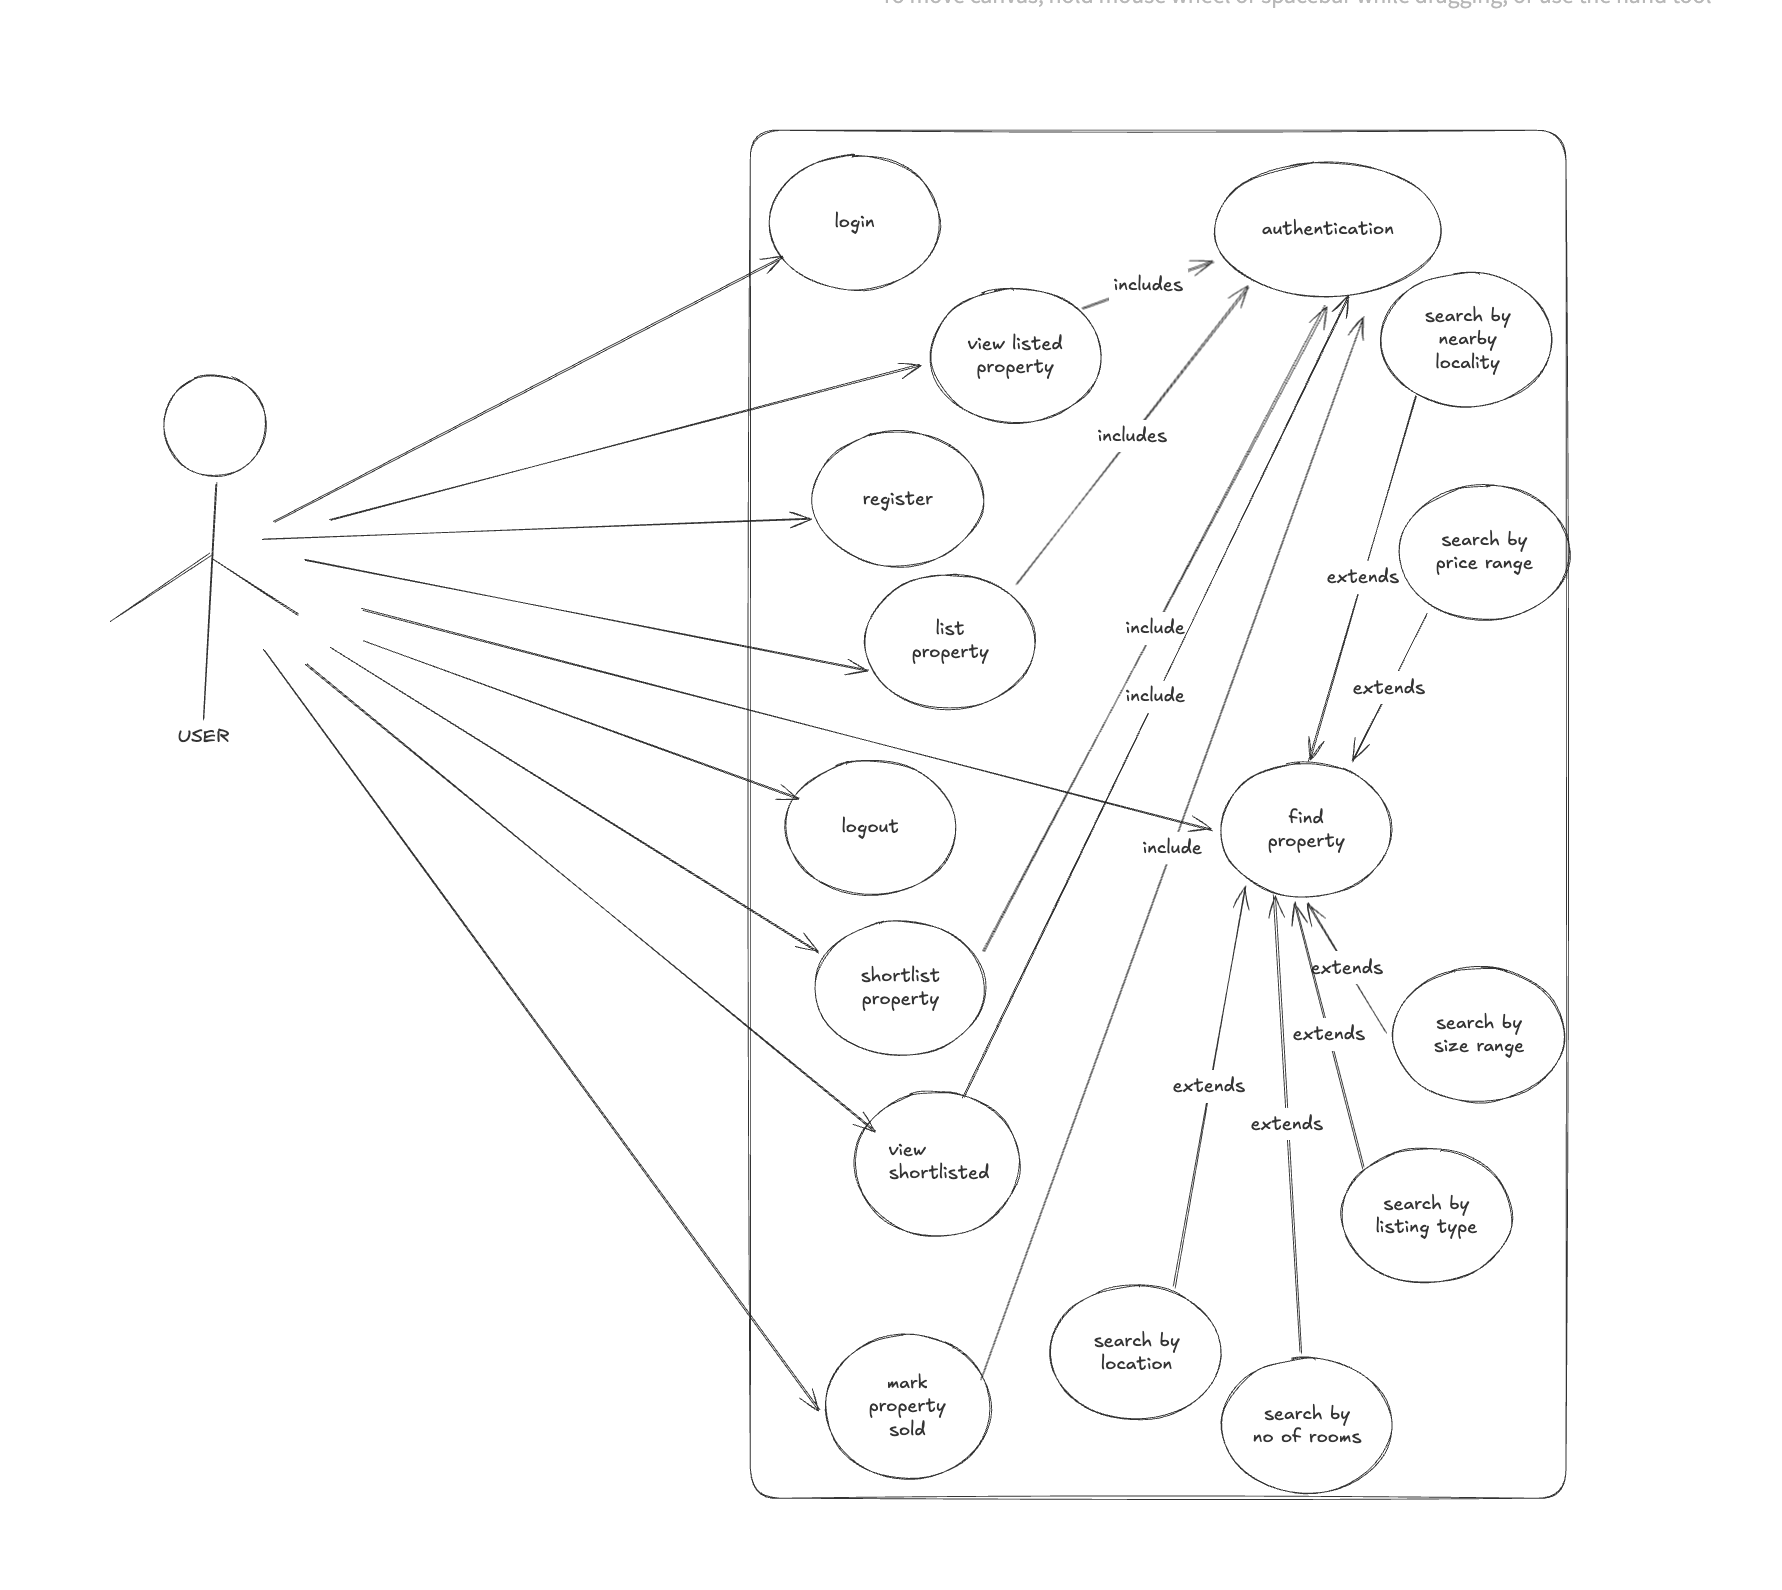 To move canvas, hold mouse wheel or spacebar while dragging, or use the hand tool
login
authentication
includes
search by
nearby
locality
view listed
property
includes
register
search by
price range
extends
list
property
include
include
extends
USER
logout
find
property
include
shortlist
property
extends
search by
size range
extends
extends
extends
view
shortlisted
search by
listing type
search by
location
mark
property
sold
search by
no of rooms